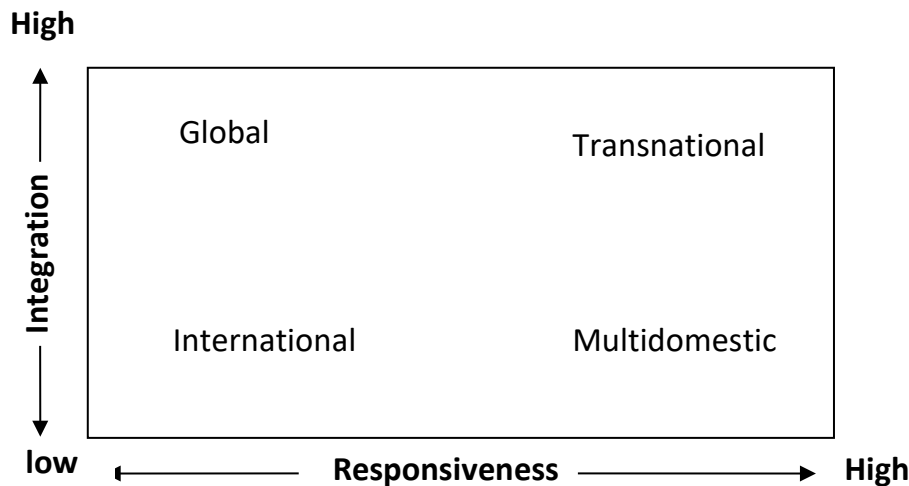 High
Global
Transnational
Integration
International
Multidomestic
low
Responsiveness
High